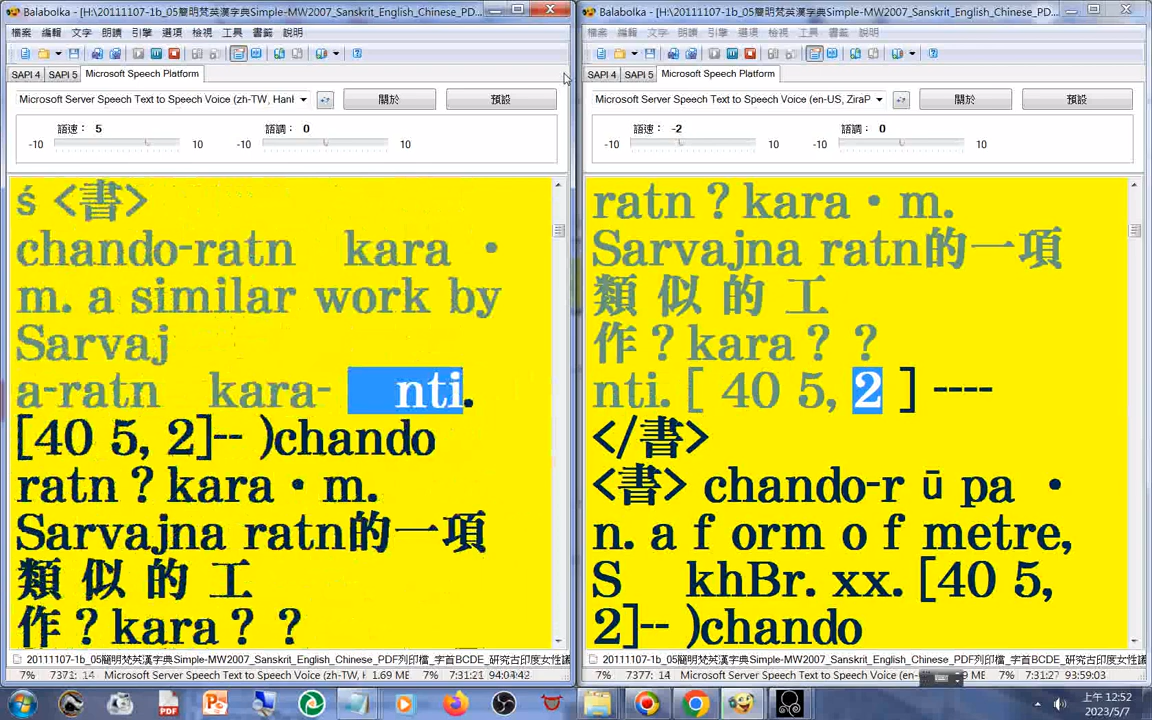 Balabolka - [H:\20111107-1b_05簡明梵英漢字典Simple-MW2007_Sanskrit_English_Chinese_PD...
檔案 編輯 文字 朗讀 引擎 選項 檢視 工具 書籤 說明
SAPI 4 SAPI 5 Microsoft Speech Platform
Microsoft Server Speech Text to Speech Voice (zh-TW, Hanl
關於 預設
語速： 5 語調： 0
-10 10 -10 10
ś <書>
chando-ratn kara •
m. a similar work by
Sarvaj
a-ratn kara- nti.
[40 5, 2]-- )chando
ratn？kara • m.
Sarvajna ratn的一項
類 似 的 工
作？kara？ ？
20111107-1b_05簡明梵英漢字典Simple-MW2007_Sanskrit_English_Chinese_PDF列印檔_字首BCDE_研究古印度女性議
7% 7371: 14 Microsoft Server Speech Text to Speech Voice (zh-TW, H 1.69 MB 7% 7:31:21 94:04:42
Balabolka - [H:\20111107-1b_05簡明梵英漢字典Simple-MW2007_Sanskrit_English_Chinese_PD...
檔案 編輯 文字 朗讀 引擎 選項 檢視 工具 書籤 說明
SAPI 4 SAPI 5 Microsoft Speech Platform
Microsoft Server Speech Text to Speech Voice (en-US, ZiraP
關於 預設
語速： -2 語調： 0
-10 10 -10 10
ratn？kara • m.
Sarvajna ratn的一項
類 似 的 工
作？kara？ ？
nti. [ 40 5, 2 ] ----
</書>
<書> chando-r ū pa •
n. a f orm o f metre,
S khBr. xx. [40 5,
2]-- )chando
20111107-1b_05簡明梵英漢字典Simple-MW2007_Sanskrit_English_Chinese_PDF列印檔_字首BCDE_研究古印度女性議
7% 7377: 14 Microsoft Server Speech Text to Speech Voice (en-US, MB 7% 7:31:27 93:59:03
上午 12:52
2023/5/7